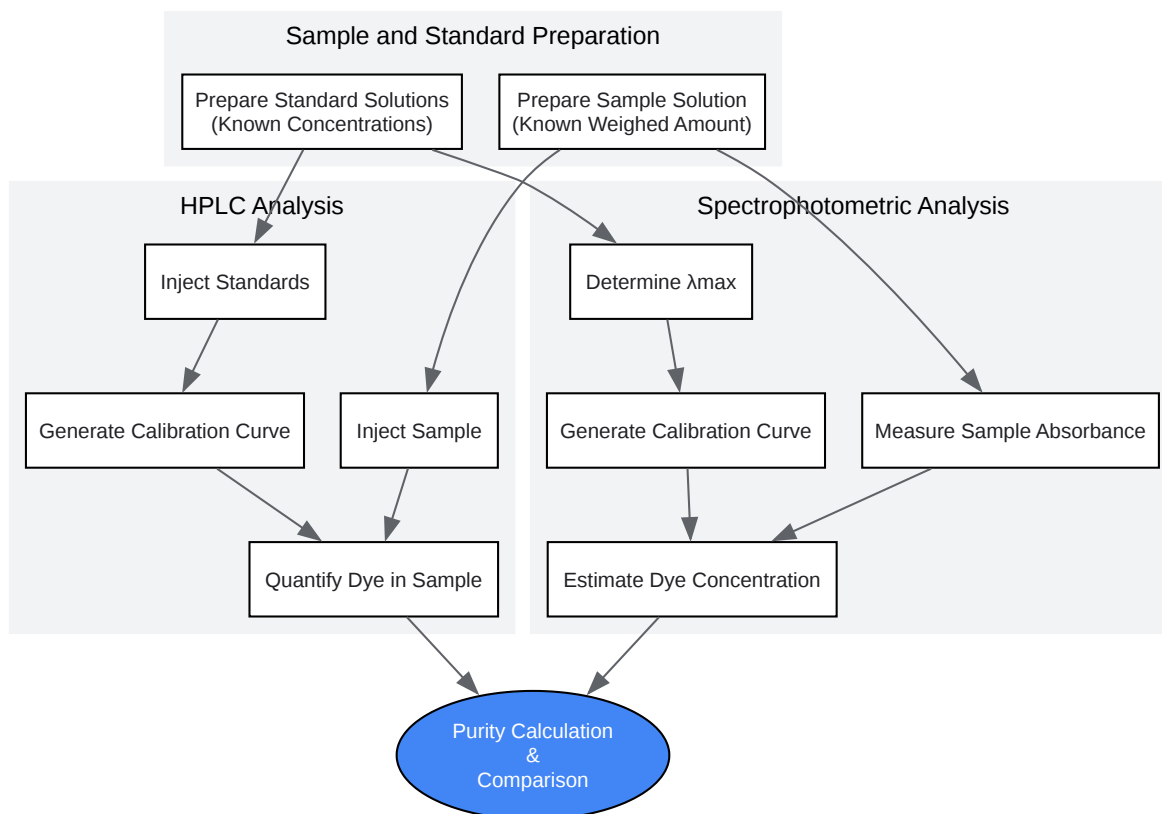 Sample and Standard Preparation
Prepare Standard Solutions
(Known Concentrations)
Prepare Sample Solution
(Known Weighed Amount)
HPLC Analysis
Spectrophotometric Analysis
Inject Standards
Determine λmax
Generate Calibration Curve
Inject Sample
Generate Calibration Curve
Measure Sample Absorbance
Quantify Dye in Sample
Estimate Dye Concentration
Purity Calculation
&
Comparison